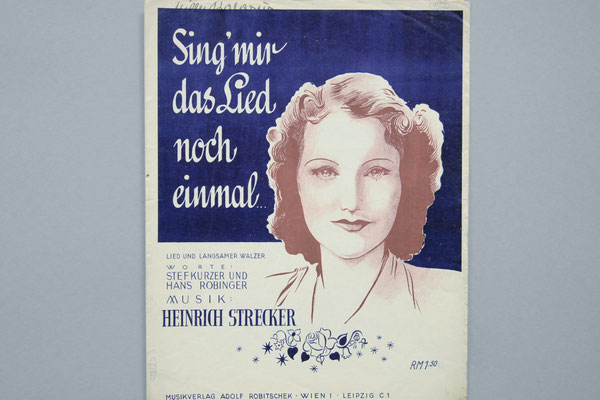 Sing' mir
das Lied
noch
einmal...
LIED UND LANGSAMER WALZER
WORTE:
STEF KURZER UND
HANS ROBINGER
MUSIK:
HEINRICH STRECKER
RM 1.50
MUSIKVERLAG ADOLF ROBITSCHEK · WIEN I · LEIPZIG C 1